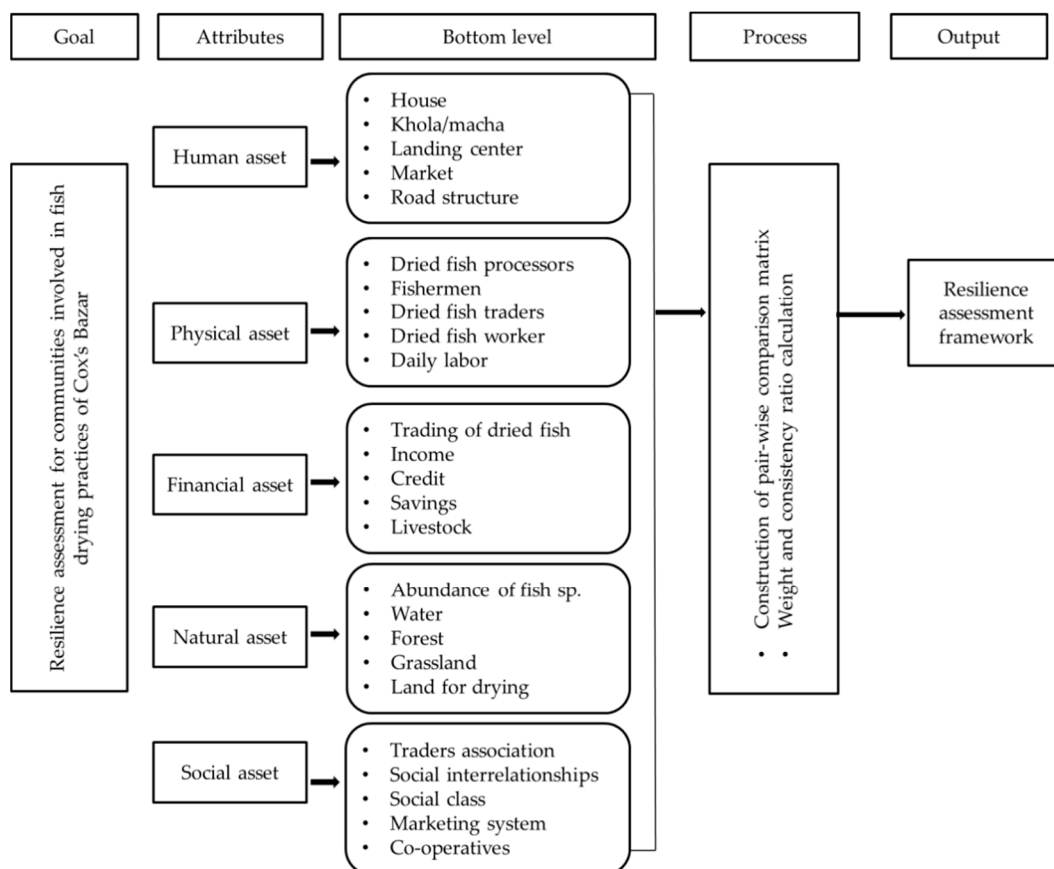 Goal
Attributes
Bottom level
Process
Output
Resilience assessment for communities involved in fish
drying practices of Cox's Bazar
Human asset
• House
• Khola/macha
• Landing center
• Market
• Road structure
Physical asset
• Dried fish processors
• Fishermen
• Dried fish traders
• Dried fish worker
• Daily labor
Financial asset
• Trading of dried fish
• Income
• Credit
• Savings
• Livestock
Natural asset
• Abundance of fish sp.
• Water
• Forest
• Grassland
• Land for drying
Social asset
• Traders association
• Social interrelationships
• Social class
• Marketing system
• Co-operatives
• Construction of pair-wise comparison matrix
• Weight and consistency ratio calculation
Resilience
assessment
framework